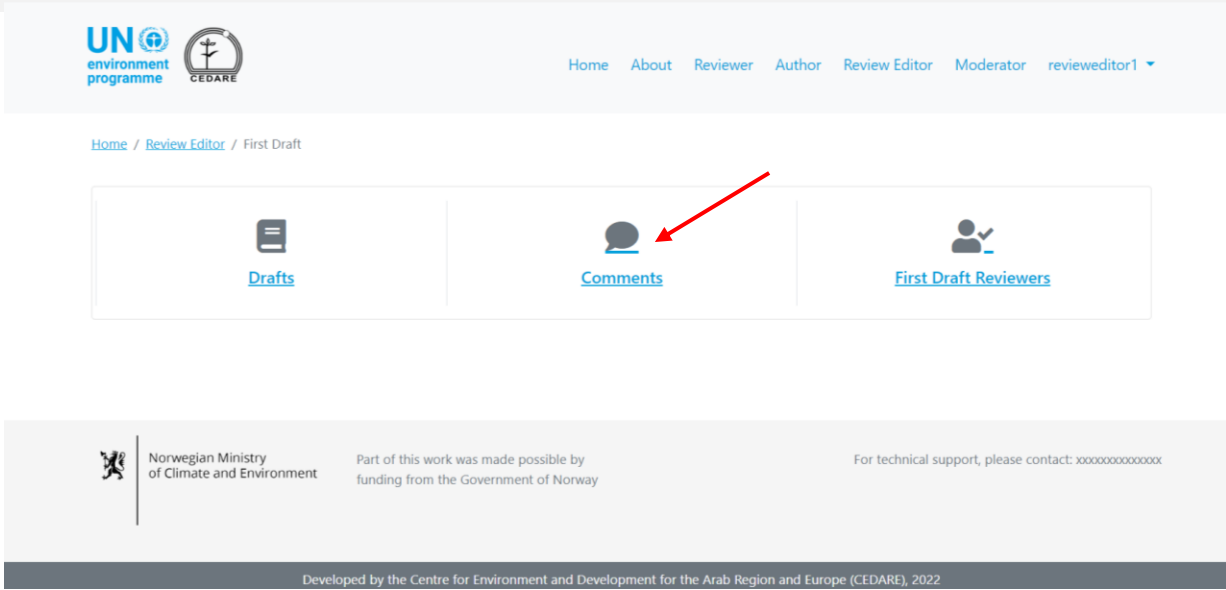 UN
environment
programme
CEDARE
Home About Reviewer Author Review Editor Moderator revieweditor1
Home / Review Editor / First Draft
Drafts
Comments
First Draft Reviewers
Norwegian Ministry
of Climate and Environment
Part of this work was made possible by
funding from the Government of Norway
For technical support, please contact: xxxxxxxxxxxxxx
Developed by the Centre for Environment and Development for the Arab Region and Europe (CEDARE), 2022